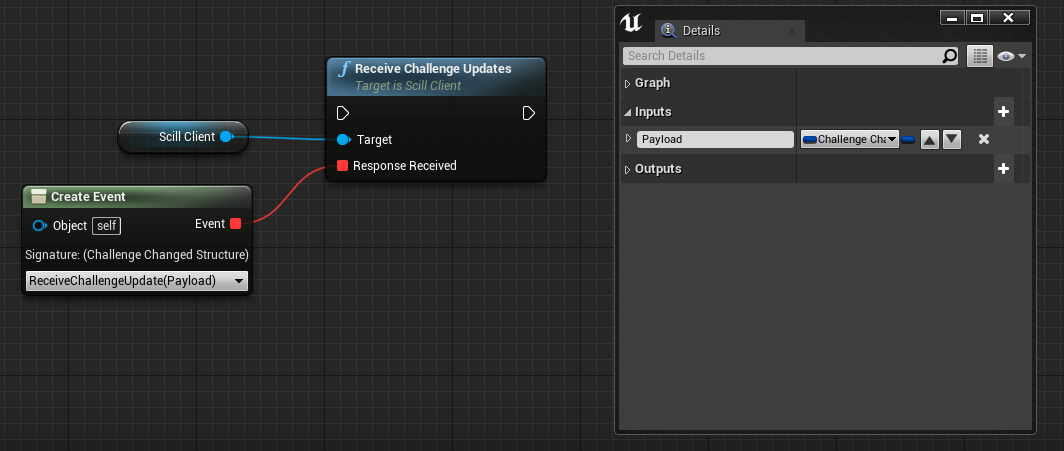 Receive Challenge Updates
Target is Scill Client
Scill Client
Target
Response Received
Create Event
Object
self
Event
Signature: (Challenge Changed Structure)
ReceiveChallengeUpdate(Payload)
Details
Search Details
Graph
Inputs
Payload
Challenge Cha
Outputs